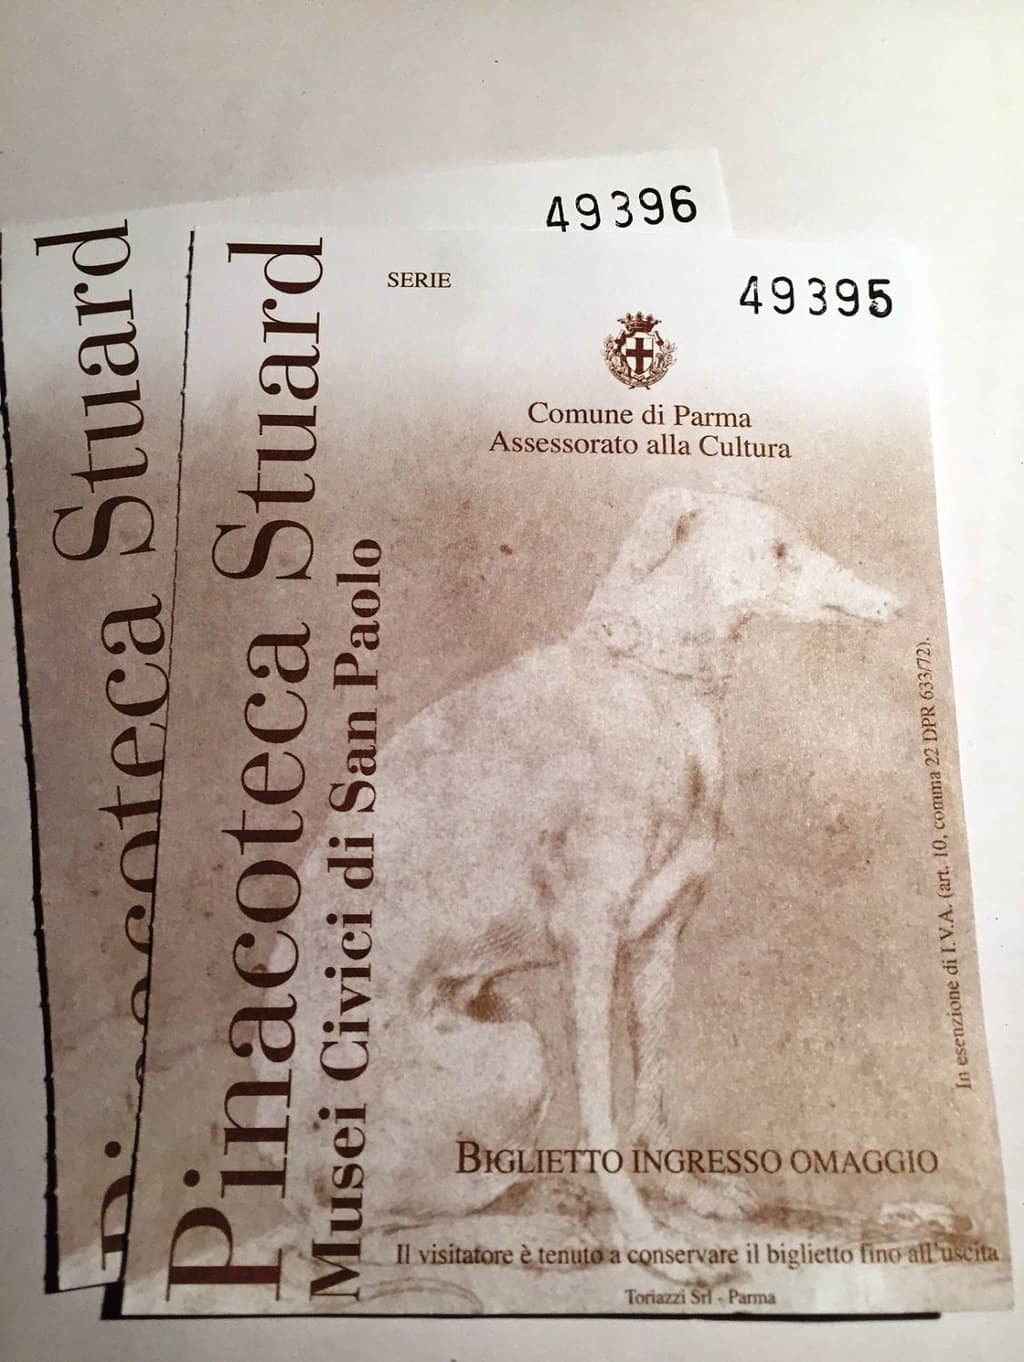 49396
Pinacoteca Stuard
SERIE
49395
Comune di Parma
Assessorato alla Cultura
Pinacoteca Stuard
Musei Civici di San Paolo
In esenzione di I.V.A. (art. 10, comma 22 DPR 633/72).
BIGLIETTO INGRESSO OMAGGIO
Il visitatore è tenuto a conservare il biglietto fino all'uscita
Toriazzi Srl - Parma